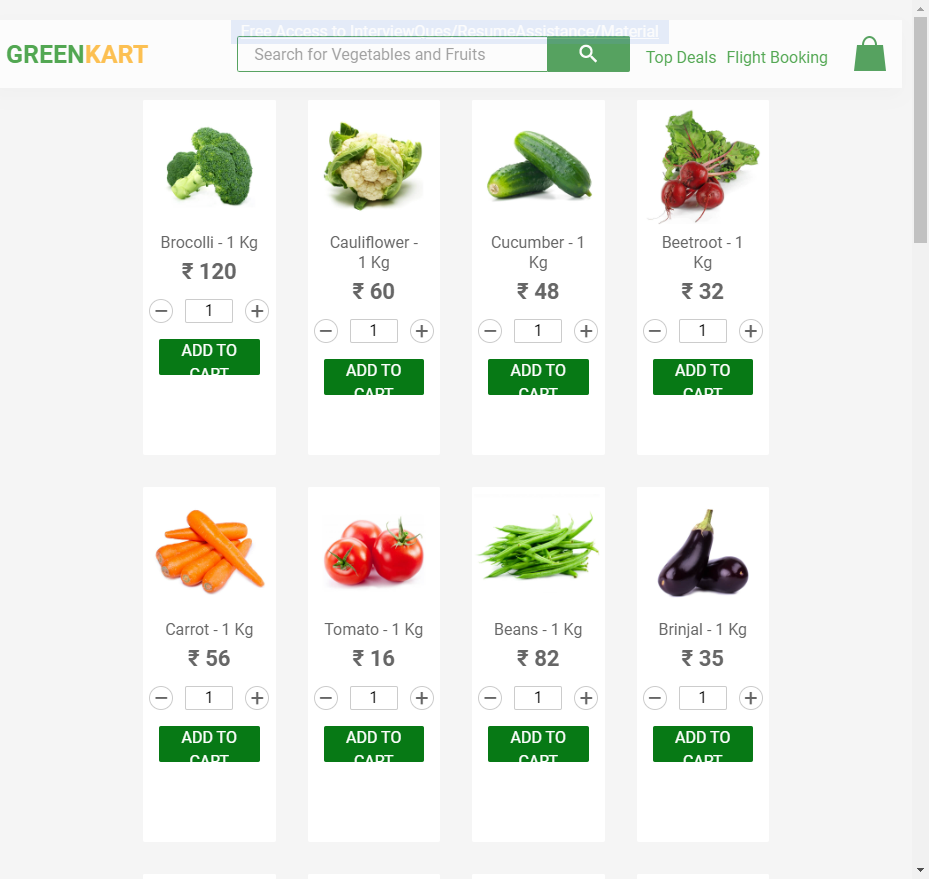 Free Access to InterviewQues/ResumeAssistance/Material
GREENKART
Search for Vegetables and Fruits
Top Deals
Flight Booking
Brocolli - 1 Kg
₹ 120
1
ADD TO
CART
Cauliflower -
1 Kg
₹ 60
1
ADD TO
CART
Cucumber - 1
Kg
₹ 48
1
ADD TO
CART
Beetroot - 1
Kg
₹ 32
1
ADD TO
CART
Carrot - 1 Kg
₹ 56
1
ADD TO
CART
Tomato - 1 Kg
₹ 16
1
ADD TO
CART
Beans - 1 Kg
₹ 82
1
ADD TO
CART
Brinjal - 1 Kg
₹ 35
1
ADD TO
CART